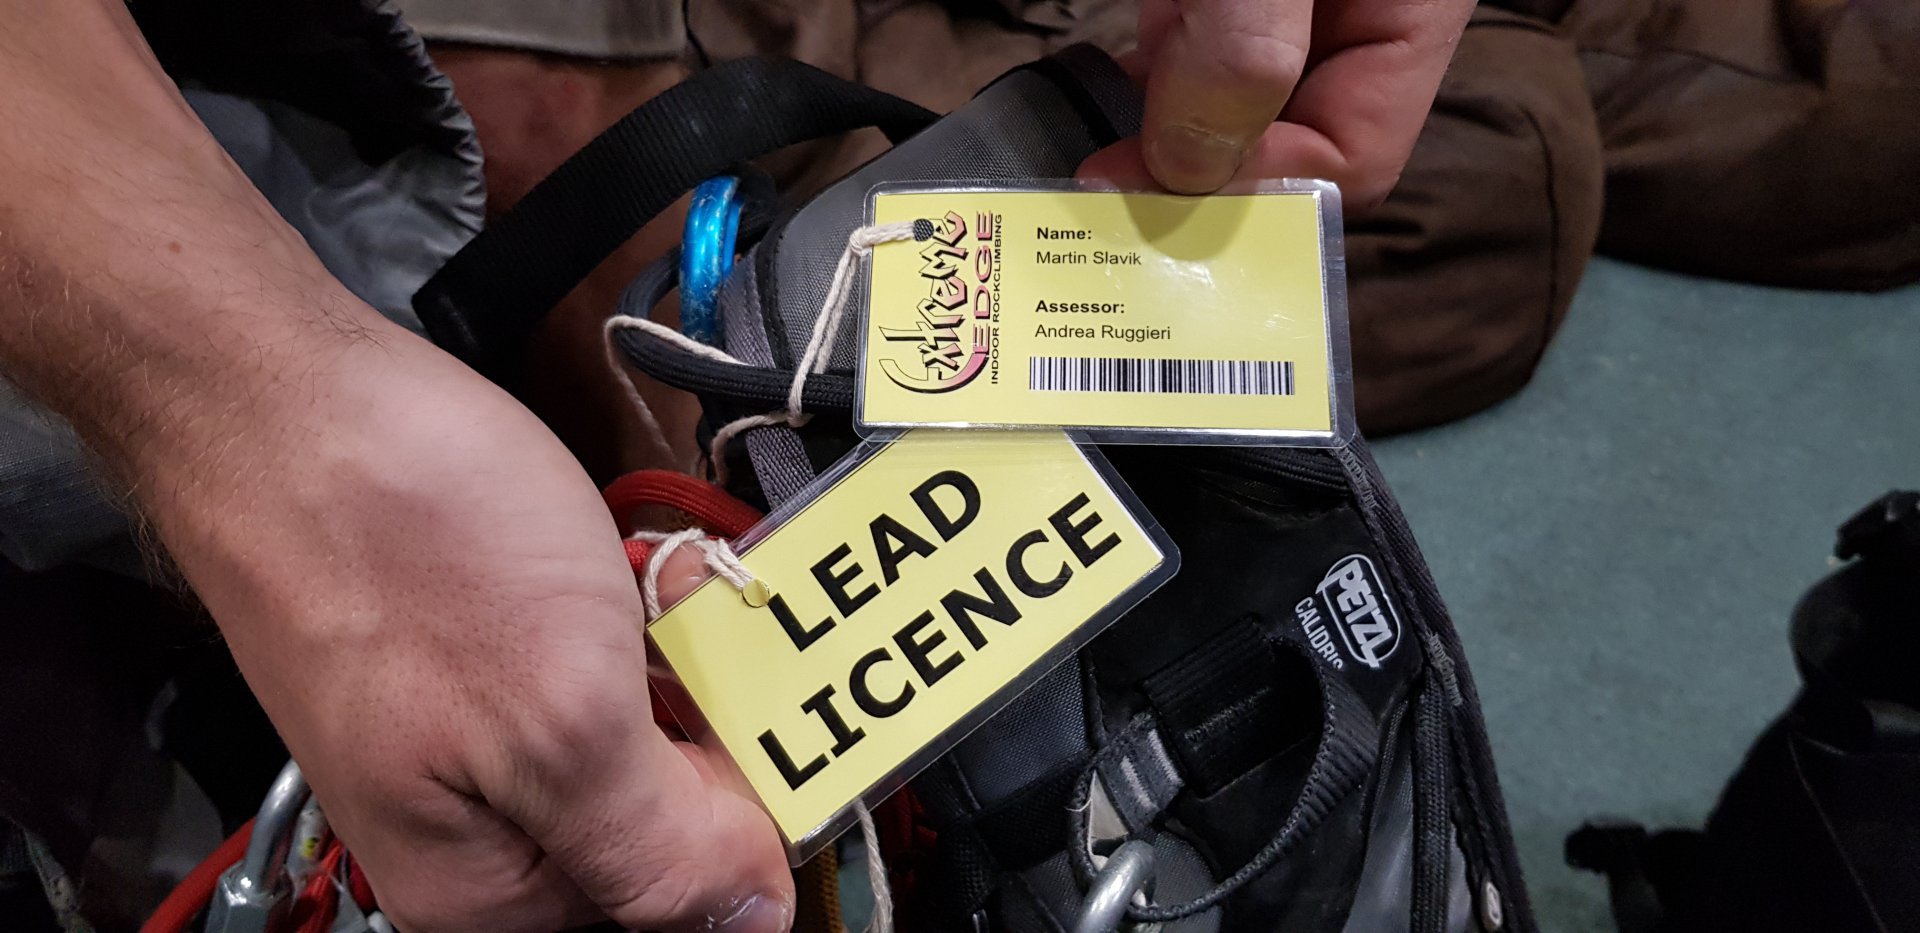 Extreme
EDGE
INDOOR ROCKCLIMBING
Name:
Martin Slavik
Assessor:
Andrea Ruggieri
LEAD
LICENCE
PETZL
CALIDRIS